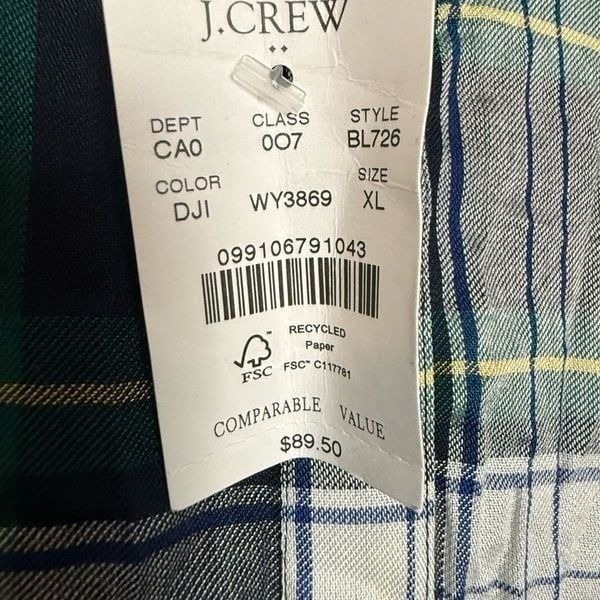 J.CREW
DEPT CLASS STYLE
CA0 0O7 BL726
COLOR SIZE
DJI WY3869 XL
099106791043
RECYCLED
Paper
FSC FSC™ C117781
COMPARABLE VALUE
$89.50